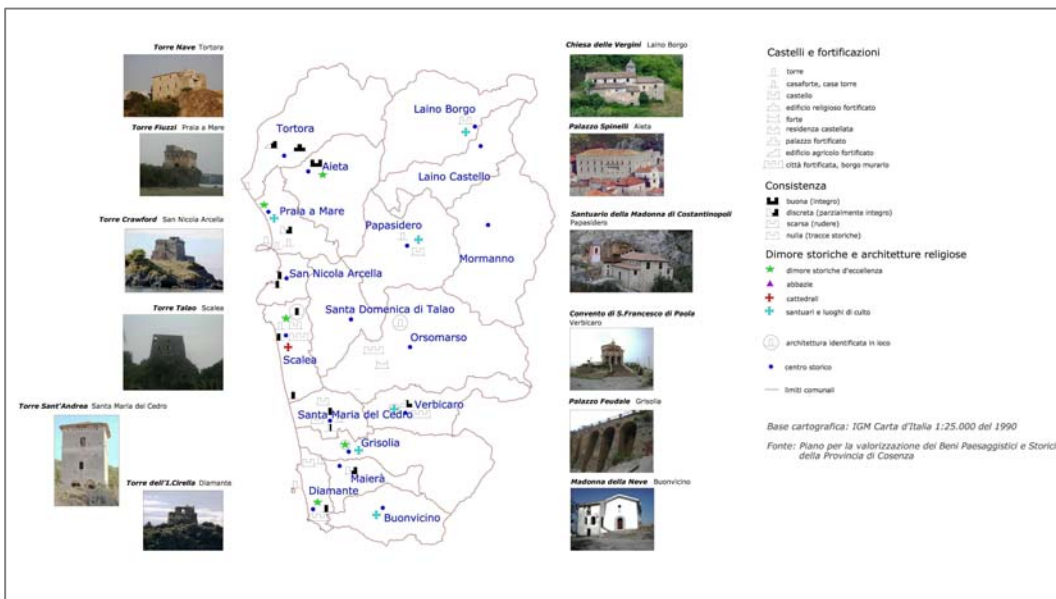 Torre Nave Tortora
Torre Fiuzzi Praia a Mare
Torre Crawford San Nicola Arcella
Torre Talao Scalea
Torre Sant'Andrea Santa Maria del Cedro
Torre dell'I.Cirella Diamante
Tortora
Aieta
Laino Borgo
Laino Castello
Praia a Mare
Papasidero
Mormanno
San Nicola Arcella
Santa Domenica di Talao
Orsomarso
Scalea
Santa Maria del Cedro
Verbicaro
Grisolia
Maierà
Diamante
Buonvicino
Chiesa delle Vergini Laino Borgo
Palazzo Spinelli Aieta
Santuario della Madonna di Costantinopoli
Papasidero
Convento di S.Francesco di Paola
Verbicaro
Palazzo Feudale Grisolia
Madonna della Neve Buonvicino
Castelli e fortificazioni
torre
casaforte, casa torre
castello
edificio religioso fortificato
forte
residenza castellata
palazzo fortificato
edificio agricolo fortificato
città fortificata, borgo murario
Consistenza
buona (integro)
discreta (parzialmente integro)
scarsa (rudere)
nulla (tracce storiche)
Dimore storiche e architetture religiose
dimore storiche d'eccellenza
abbazie
cattedrali
santuari e luoghi di culto
architettura identificata in loco
centro storico
limiti comunali
Base cartografica: IGM Carta d'Italia 1:25.000 del 1990
Fonte: Piano per la valorizzazione dei Beni Paesaggistici e Storici
della Provincia di Cosenza